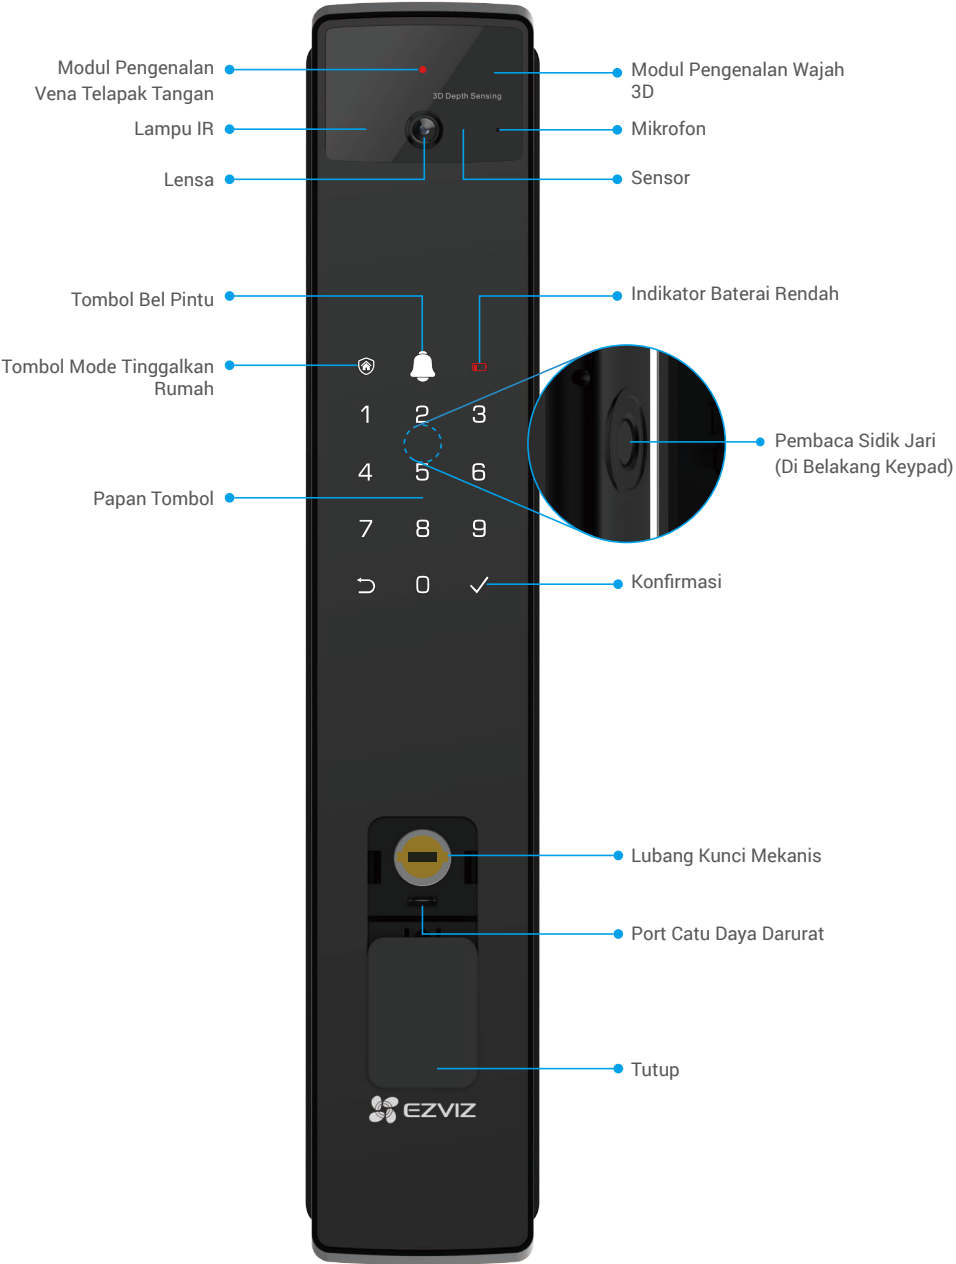 Modul Pengenalan
Vena Telapak Tangan
Modul Pengenalan Wajah
3D
3D Depth Sensing
Lampu IR
Mikrofon
Lensa
Sensor
Tombol Bel Pintu
Indikator Baterai Rendah
Tombol Mode Tinggalkan
Rumah
1 2 3
Pembaca Sidik Jari
(Di Belakang Keypad)
4 5 6
Papan Tombol
7 8 9
0
Konfirmasi
Lubang Kunci Mekanis
Port Catu Daya Darurat
Tutup
EZVIZ